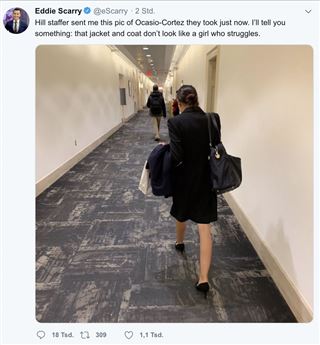 Eddie Scarry @eScarry · 2 Std.
Hill staffer sent me this pic of Ocasio-Cortez they took just now. I'll tell you
something: that jacket and coat don't look like a girl who struggles.
18 Tsd. 309 1,1 Tsd.